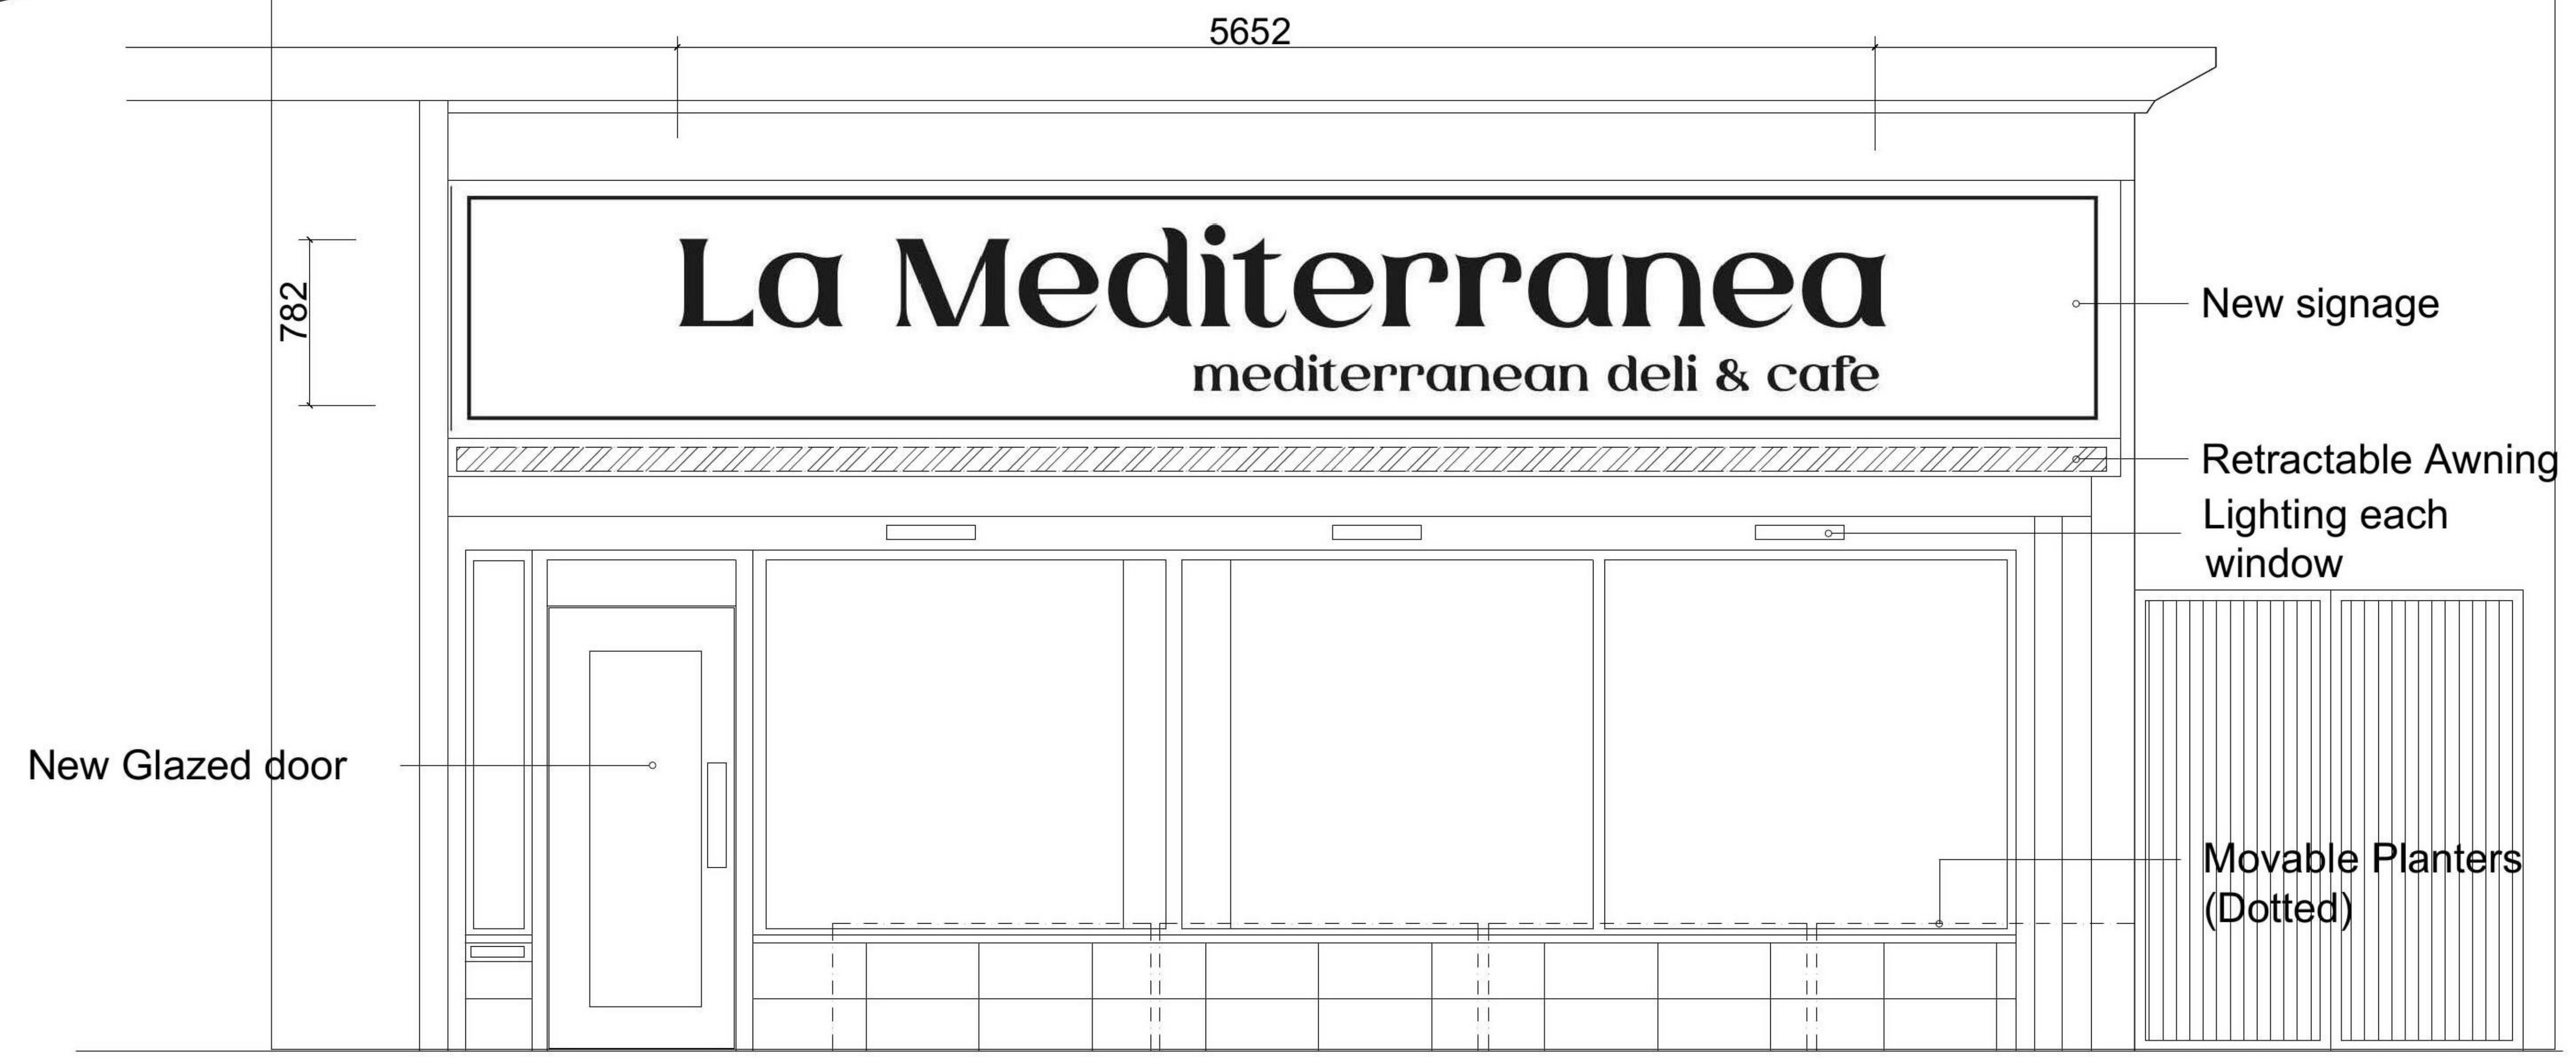 5652
782
La Mediterranea
mediterranean deli & cafe
New signage
Retractable Awning
Lighting each
window
New Glazed door
Movable Planters
(Dotted)